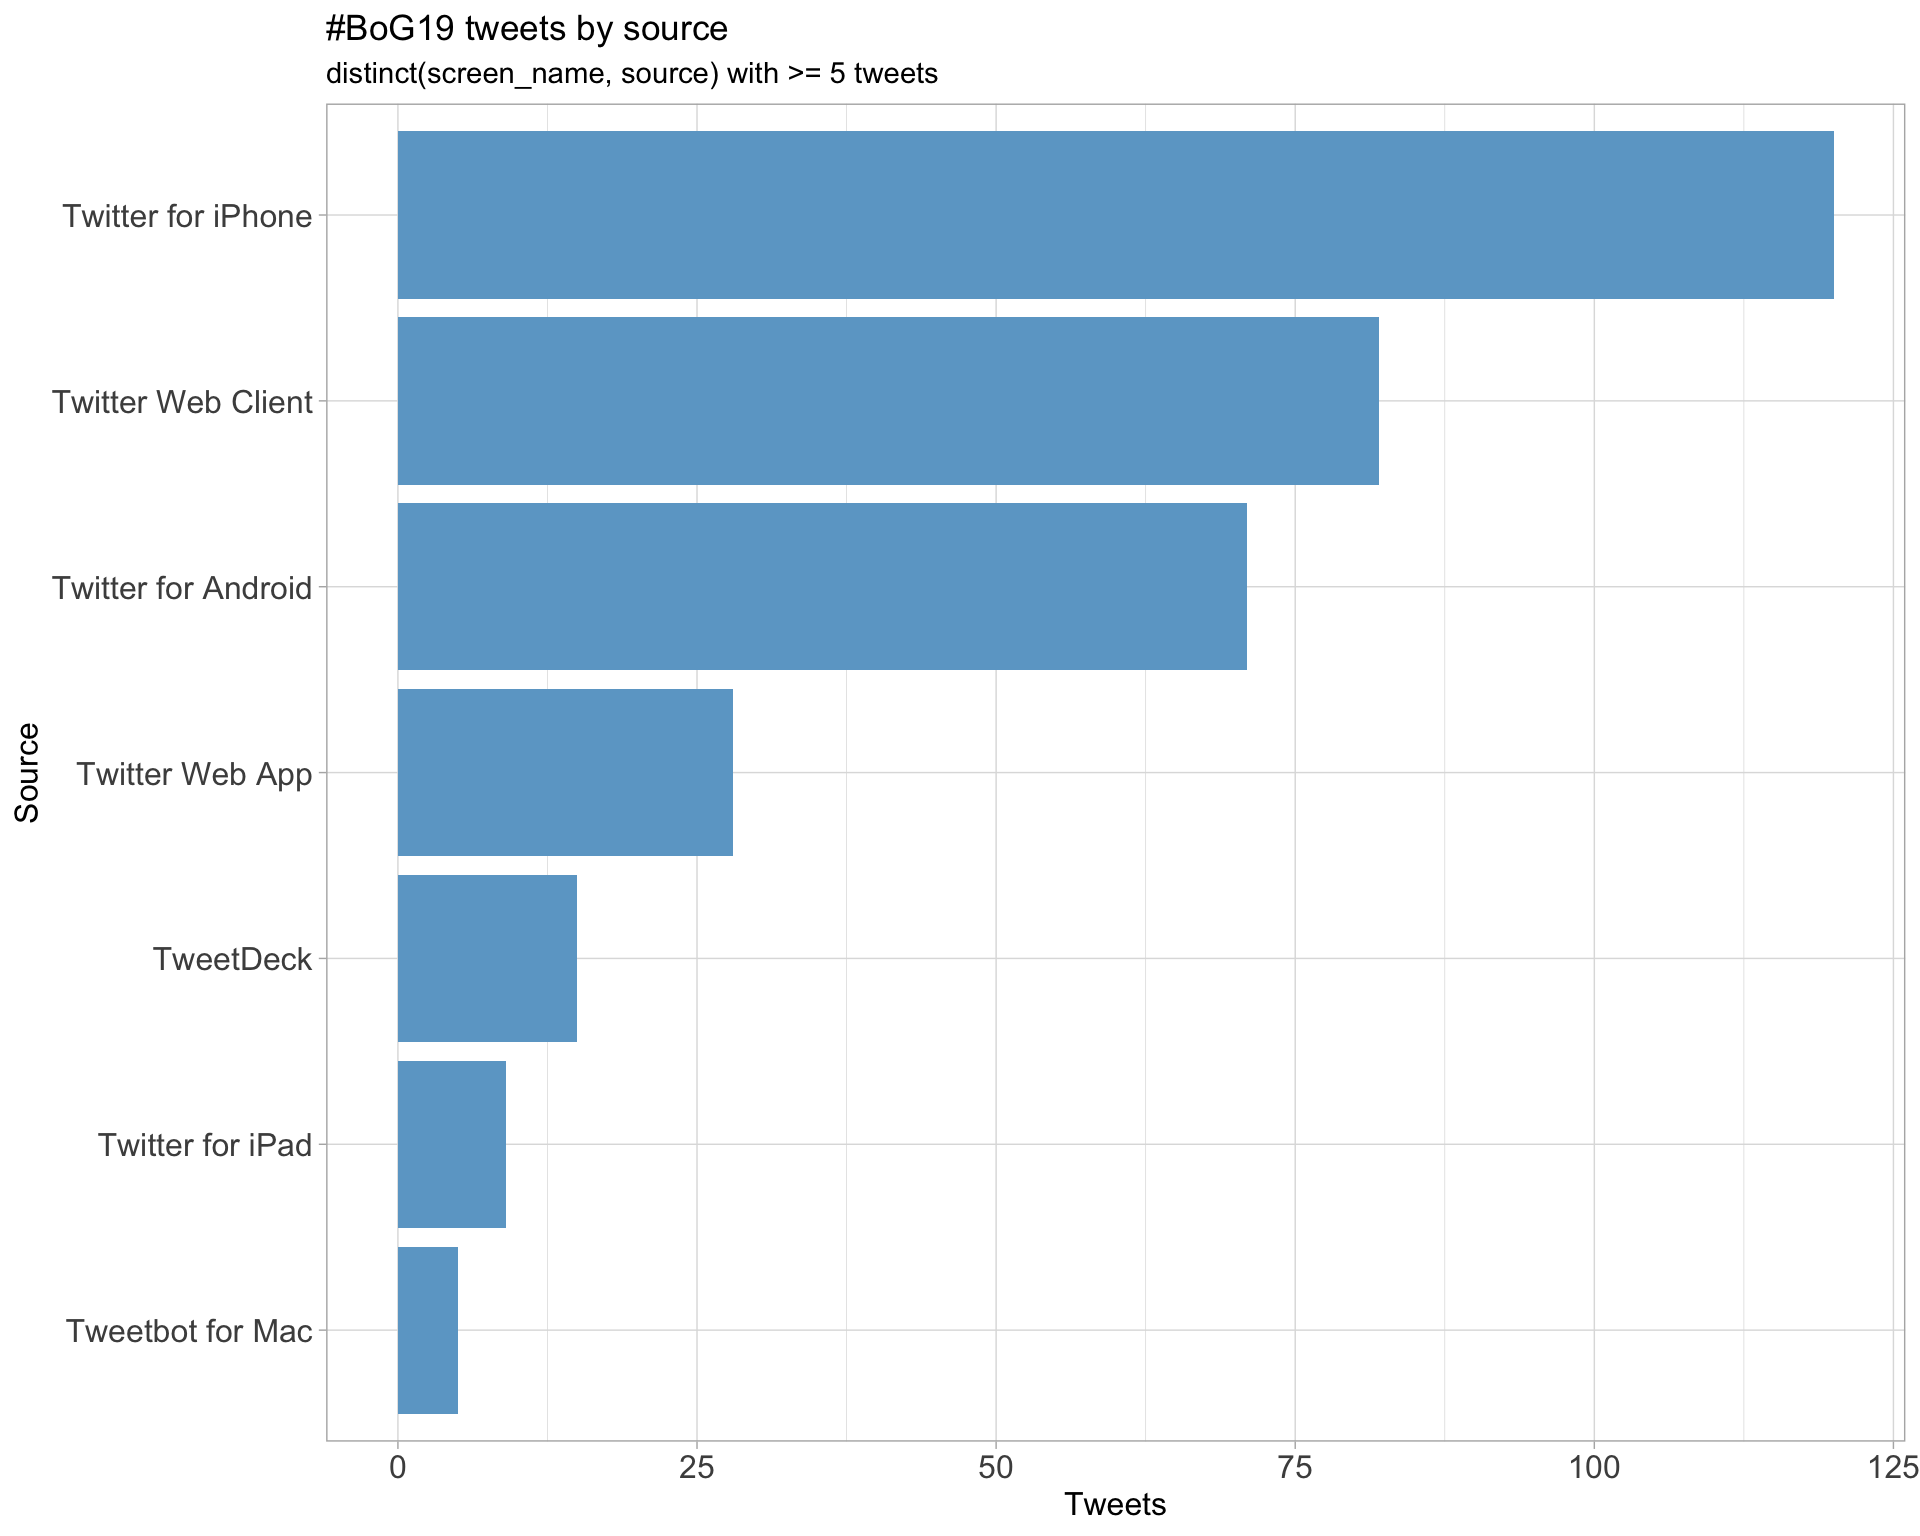 #BoG19 tweets by source
distinct(screen_name, source) with >= 5 tweets
Source
Twitter for iPhone
Twitter Web Client
Twitter for Android
Twitter Web App
TweetDeck
Twitter for iPad
Tweetbot for Mac
0 25 50 75 100 125
Tweets